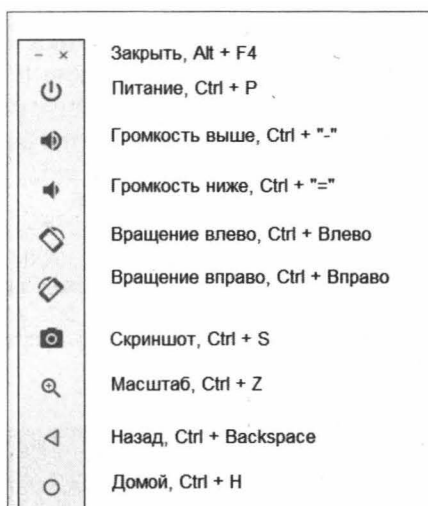 Закрыть, Alt + F4
Питание, Ctrl + P
Громкость выше, Ctrl + "-"
Громкость ниже, Ctrl + "="
Вращение влево, Ctrl + Влево
Вращение вправо, Ctrl + Вправо
Скриншот, Ctrl + S
Масштаб, Ctrl + Z
Назад, Ctrl + Backspace
Домой, Ctrl + H